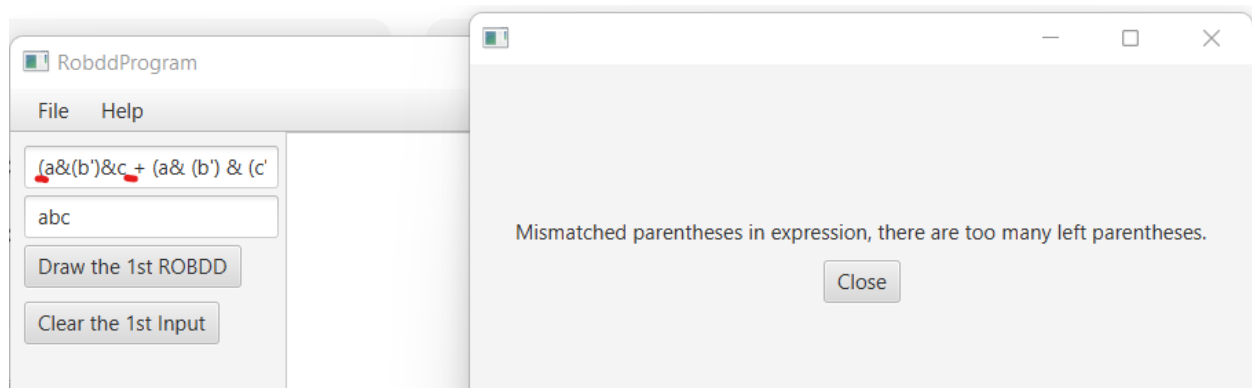 RobddProgram
File Help
(a&(b')&c + (a& (b') & (c'
abc
Draw the 1st ROBDD
Clear the 1st Input
Mismatched parentheses in expression, there are too many left parentheses.
Close